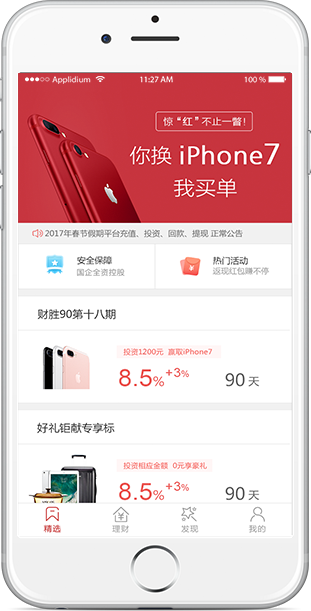 Applidium
11:27 AM
100 %
惊“红”不止一瞥!
你换 iPhone7
我买单
2017年春节假期平台充值、投资、回款、提现 正常公告
安全保障
国企全资控股
热门活动
返现红包赚不停
财胜90第十八期
投资1200元 赢取iPhone7
8.5%+3%
90 天
好礼钜献专享标
投资相应金额 0元享豪礼
8.5%+3%
90 天
精选
理财
发现
我的